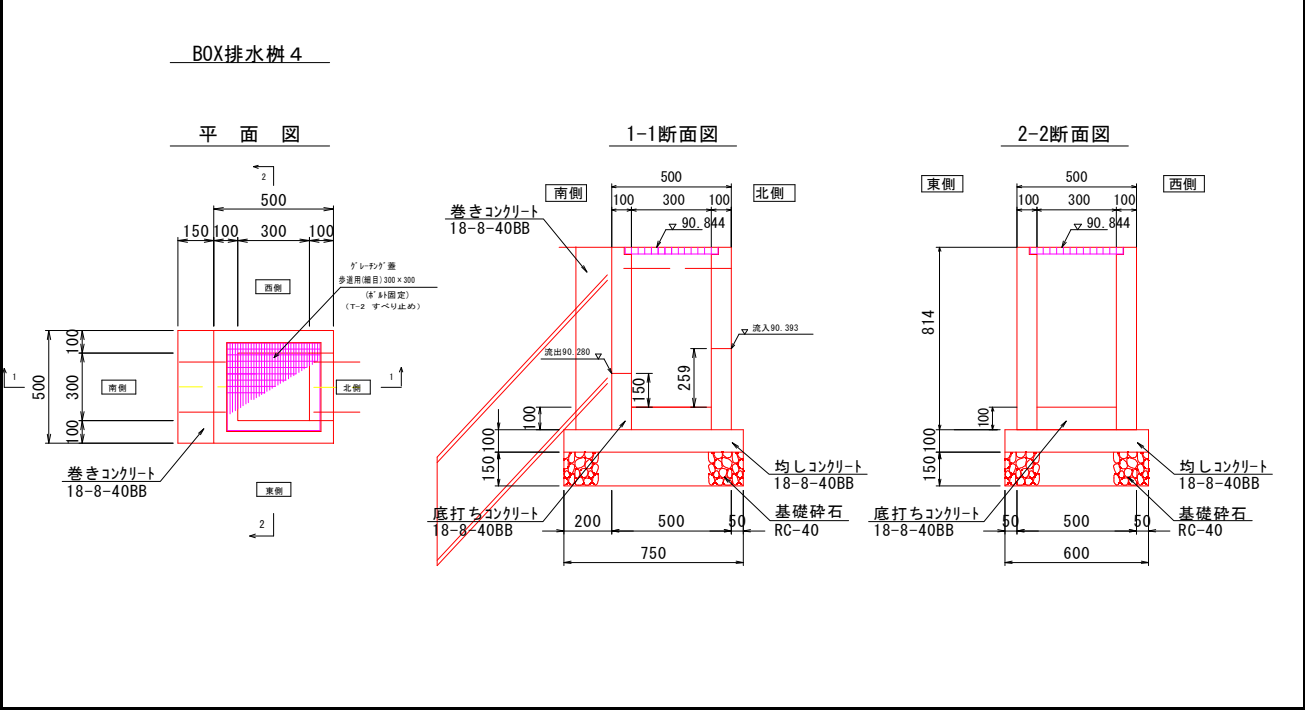 BOX排水桝４
平 面 図
2
500
150
100
300
100
グレーチング蓋
歩道用(細目)300×300
(ボルト固定)
(T-2 すべり止め)
西側
100
300
100
500
1
南側
北側
1
巻きコンクリート
18-8-40BB
東側
2
1-1断面図
南側
500
北側
100
300
100
巻きコンクリート
18-8-40BB
90.844
流入90.393
流出90.280
150
259
100
100
150
均しコンクリート
18-8-40BB
底打ちコンクリート
18-8-40BB
基礎砕石
RC-40
200
500
50
750
2-2断面図
東側
500
西側
100
300
100
90.844
814
100
100
150
均しコンクリート
18-8-40BB
底打ちコンクリート
18-8-40BB
基礎砕石
RC-40
50
500
50
600